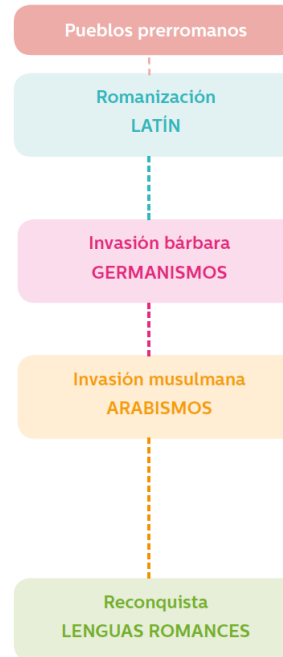 Pueblos prerromanos
Romanización
LATÍN
Invasión bárbara
GERMANISMOS
Invasión musulmana
ARABISMOS
Reconquista
LENGUAS ROMANCES